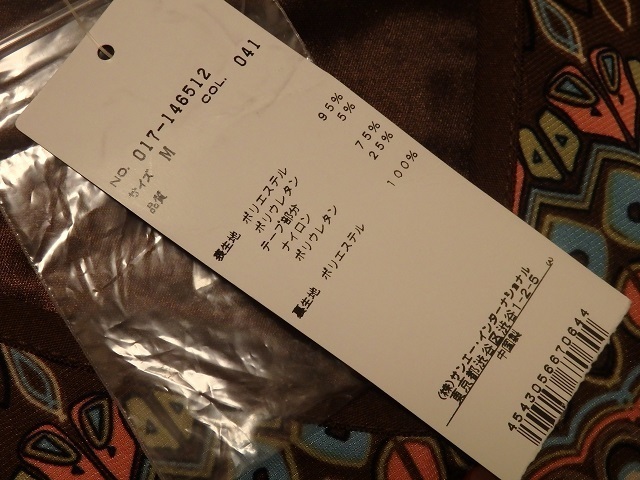 NO. 017-146512 COL. 041
サイズ M
品質
表生地 ポリエステル 95%
ポリウレタン 5%
テープ部分
ナイロン 75%
ポリウレタン 25%
裏生地 ポリエステル 100%
(株)サンエー・インターナショナル
東京都渋谷区渋谷1-2-5
中国製
3
4543056670644